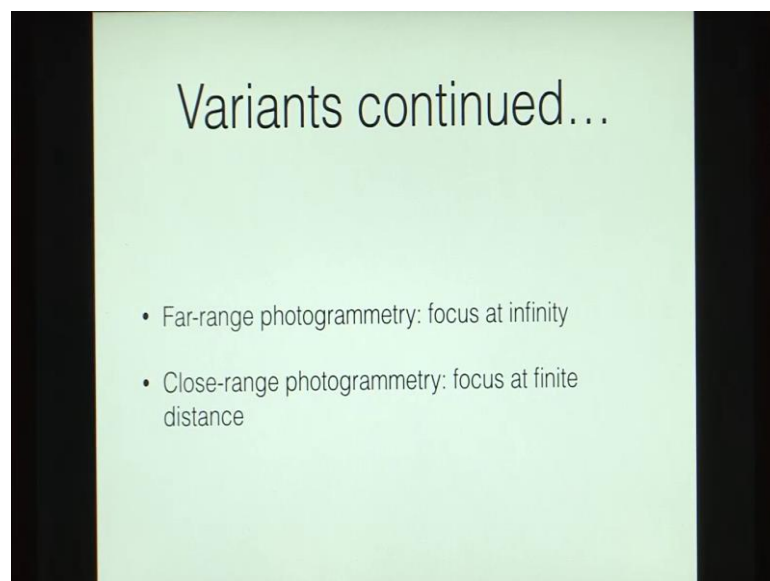 Variants continued...
• Far-range photogrammetry: focus at infinity
• Close-range photogrammetry: focus at finite
distance